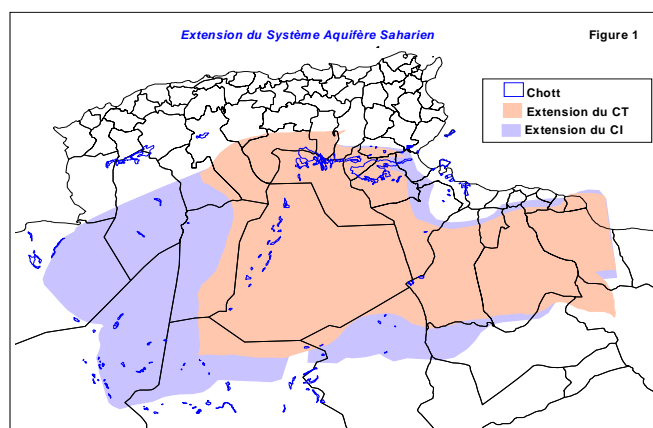 Extension du Système Aquifère Saharien
Figure 1
Chott
Extension du CT
Extension du CI